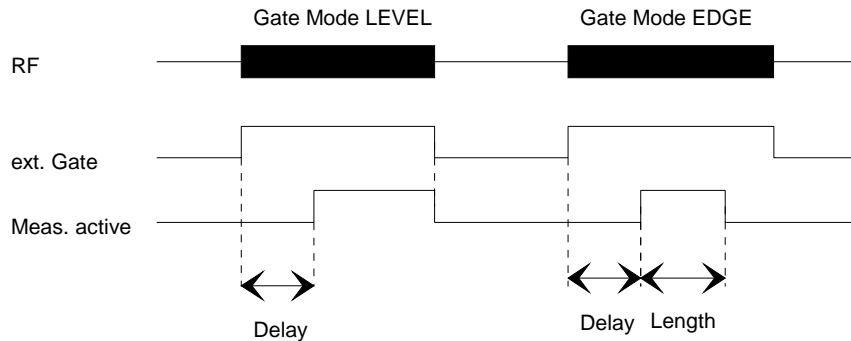 Gate Mode LEVEL
Gate Mode EDGE
RF
ext. Gate
Meas. active
Delay
Delay
Length